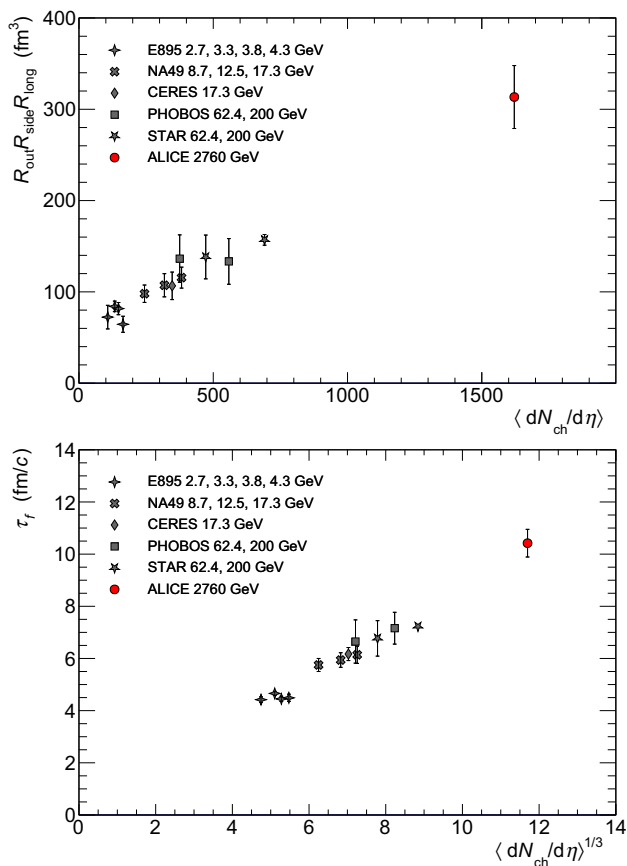 400
300
200
100
0
R_out R_side R_long (fm³)
E895 2.7, 3.3, 3.8, 4.3 GeV
NA49 8.7, 12.5, 17.3 GeV
CERES 17.3 GeV
PHOBOS 62.4, 200 GeV
STAR 62.4, 200 GeV
ALICE 2760 GeV
0 500 1000 1500
⟨ dN_ch/dη⟩
14
12
10
8
6
4
2
0
τ_f (fm/c)
E895 2.7, 3.3, 3.8, 4.3 GeV
NA49 8.7, 12.5, 17.3 GeV
CERES 17.3 GeV
PHOBOS 62.4, 200 GeV
STAR 62.4, 200 GeV
ALICE 2760 GeV
0 2 4 6 8 10 12 14
⟨ dN_ch/dη⟩^1/3